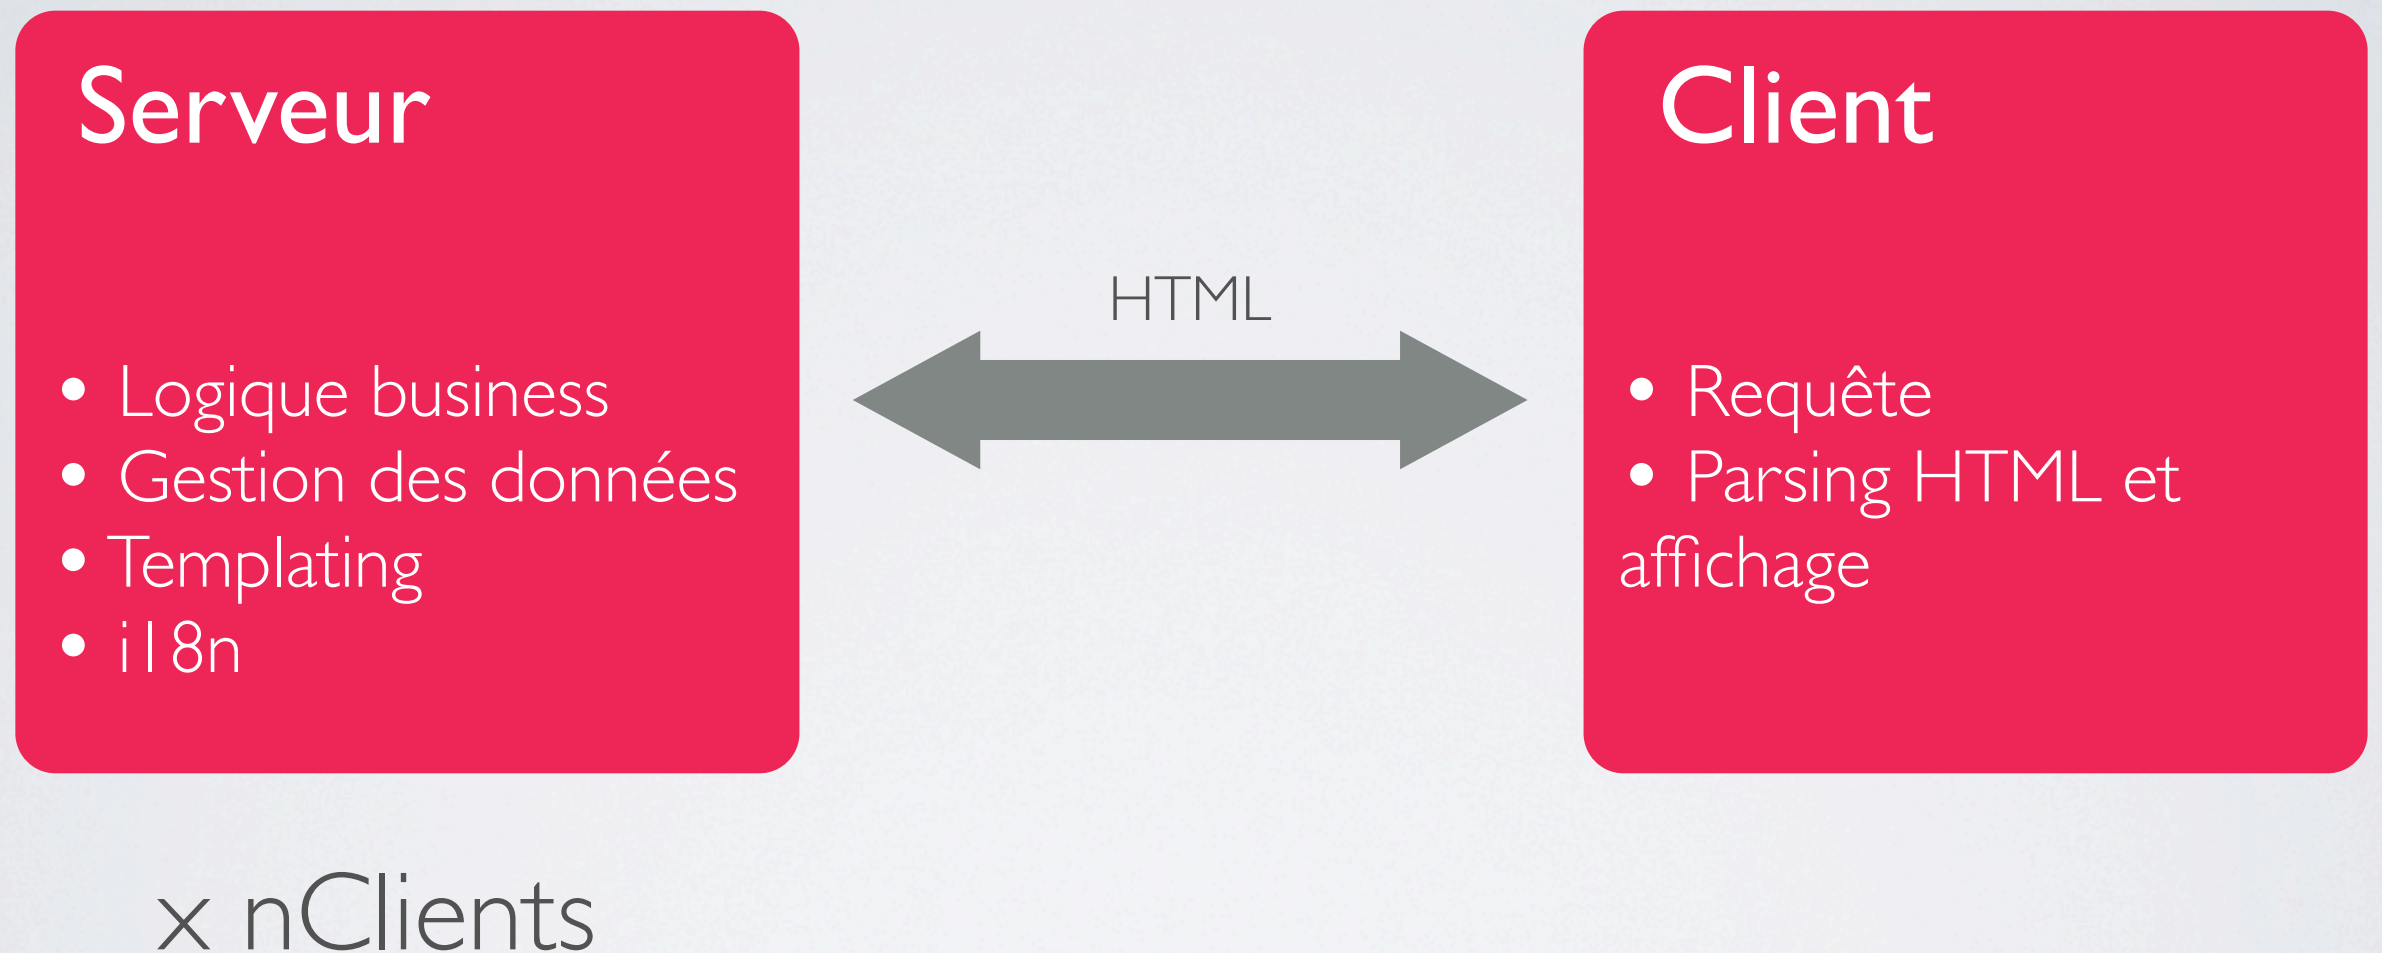 Serveur
• Logique business
• Gestion des données
• Templating
• i18n
HTML
Client
• Requête
• Parsing HTML et
affichage
x nClients